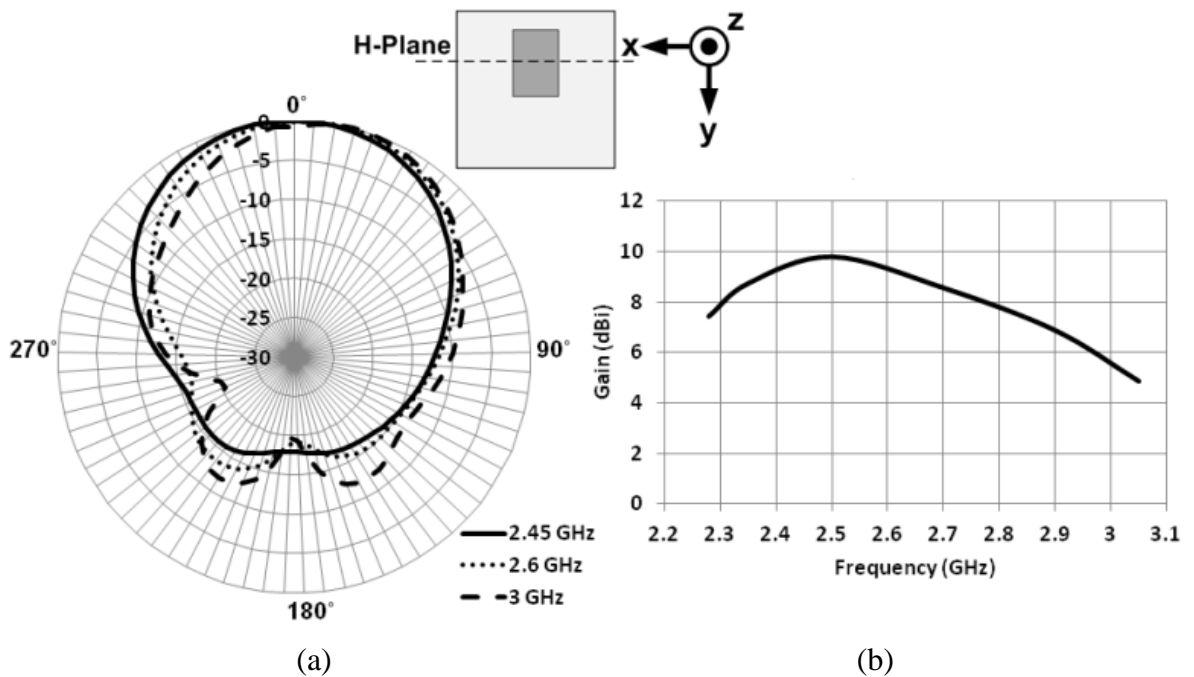 H-Plane
x
z
y
0°
0
-5
-10
-15
-20
-25
-30
270°
90°
180°
2.45 GHz
2.6 GHz
3 GHz
12
10
8
6
4
2
0
Gain (dBi)
2.2 2.3 2.4 2.5 2.6 2.7 2.8 2.9 3 3.1
Frequency (GHz)
(a)
(b)